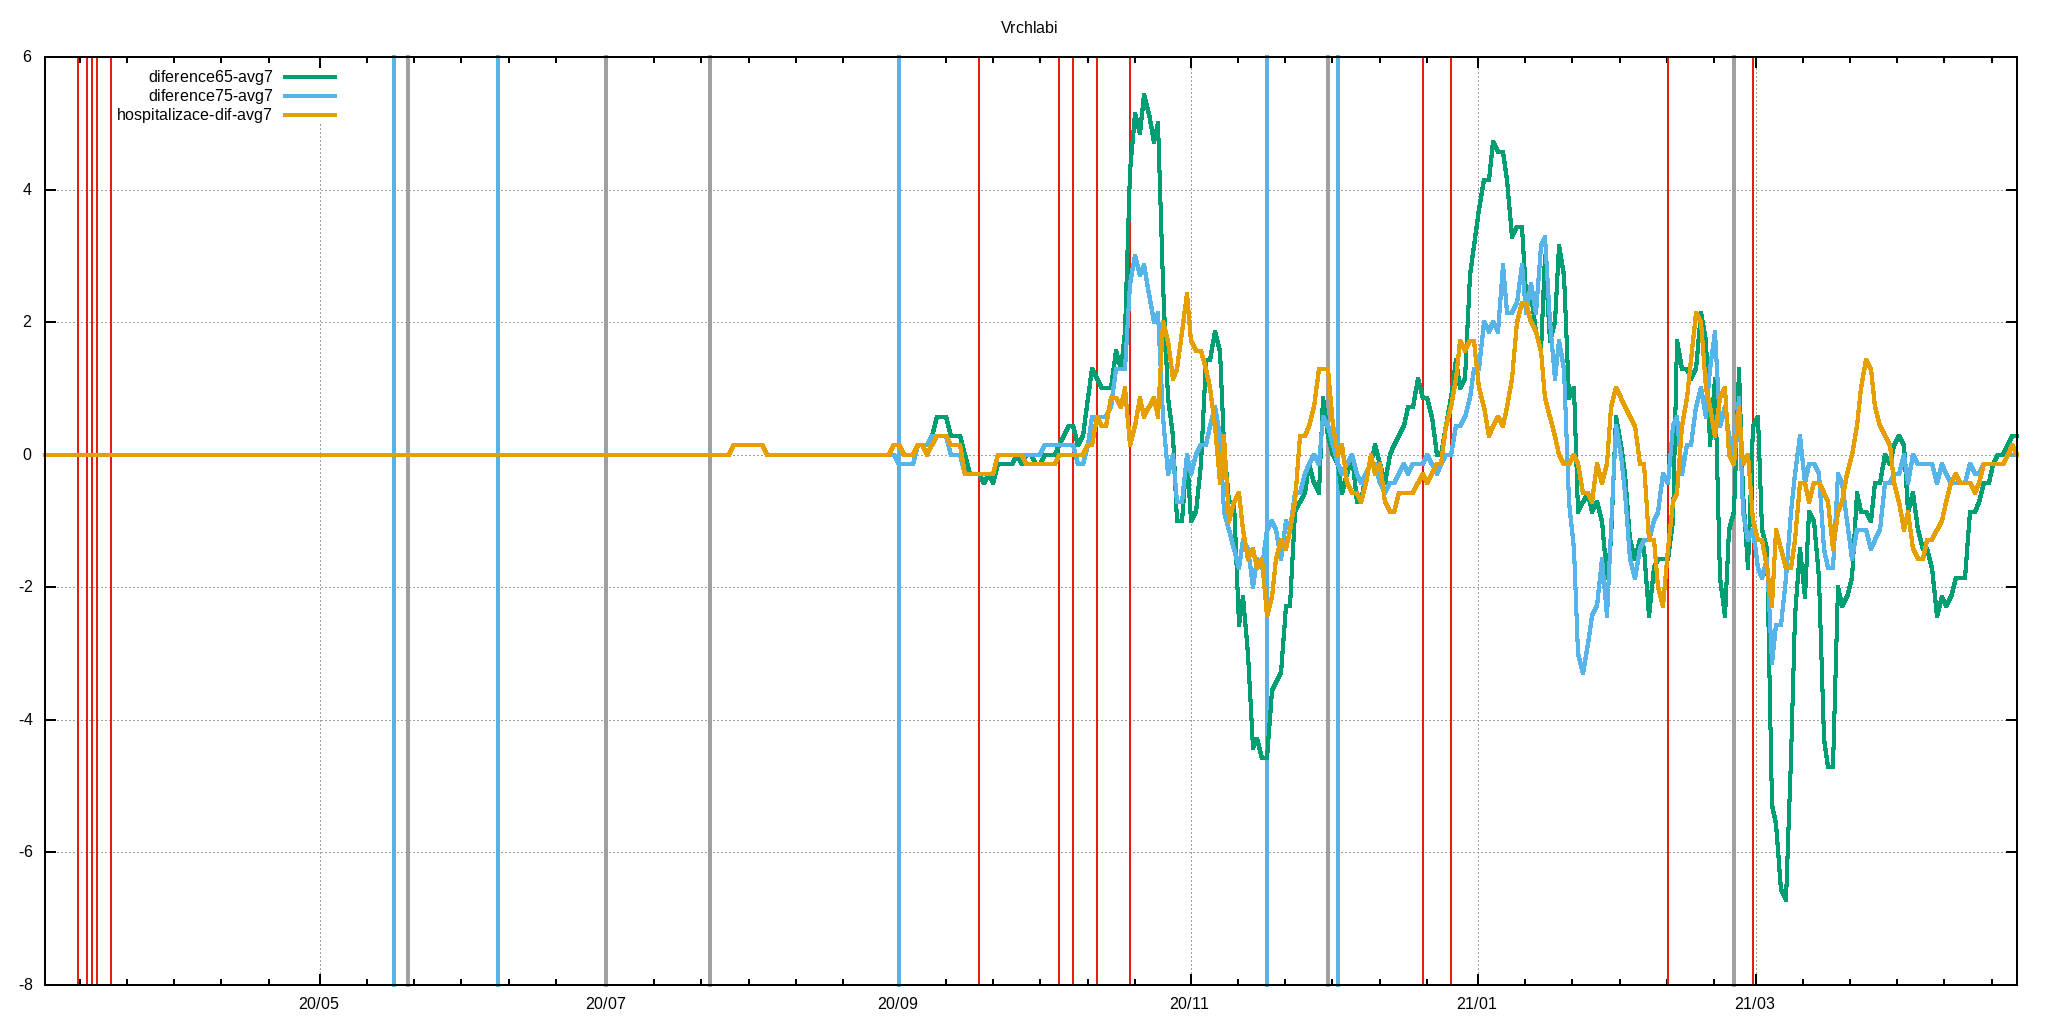 Vrchlabi
diference65-avg7
diference75-avg7
hospitalizace-dif-avg7
6
4
2
0
-2
-4
-6
-8
20/05 20/07 20/09 20/11 21/01 21/03